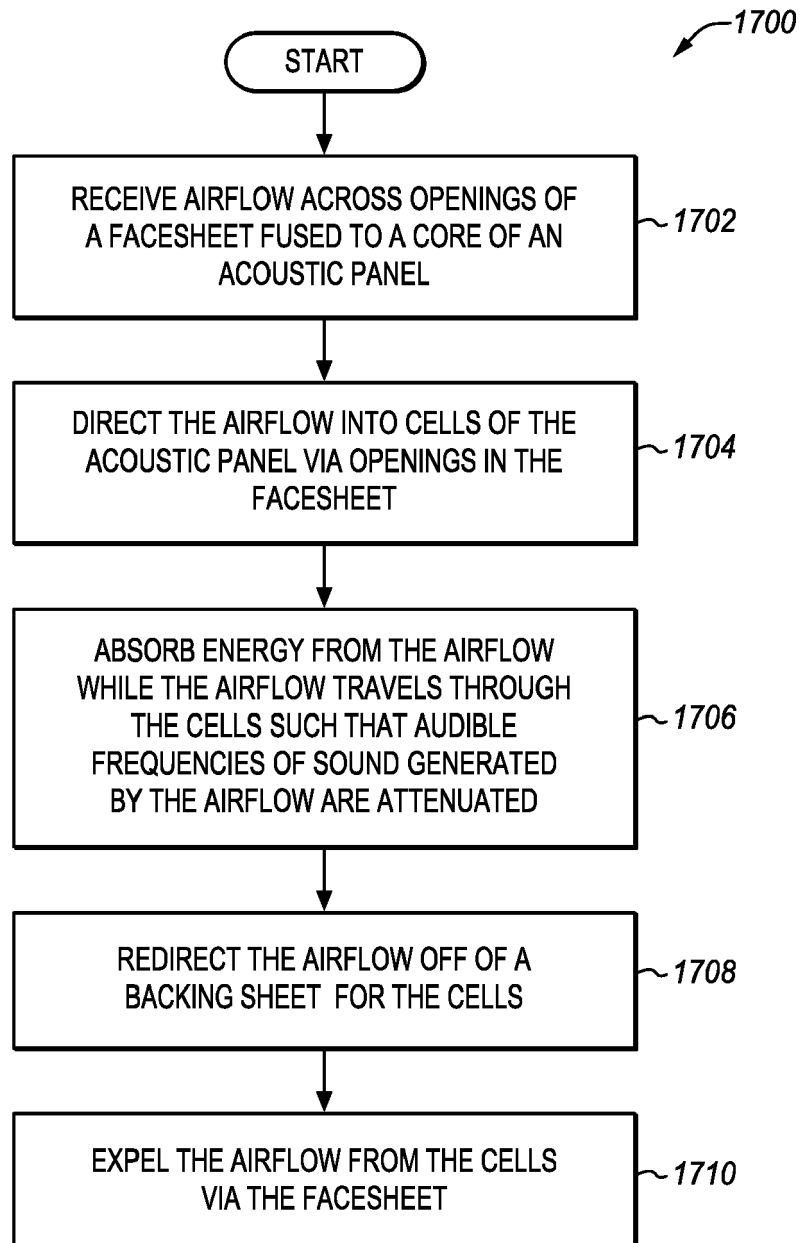 1700
START
RECEIVE AIRFLOW ACROSS OPENINGS OF
A FACESHEET FUSED TO A CORE OF AN
ACOUSTIC PANEL
1702
DIRECT THE AIRFLOW INTO CELLS OF THE
ACOUSTIC PANEL VIA OPENINGS IN THE
FACESHEET
1704
ABSORB ENERGY FROM THE AIRFLOW
WHILE THE AIRFLOW TRAVELS THROUGH
THE CELLS SUCH THAT AUDIBLE
FREQUENCIES OF SOUND GENERATED
BY THE AIRFLOW ARE ATTENUATED
1706
REDIRECT THE AIRFLOW OFF OF A
BACKING SHEET FOR THE CELLS
1708
EXPEL THE AIRFLOW FROM THE CELLS
VIA THE FACESHEET
1710